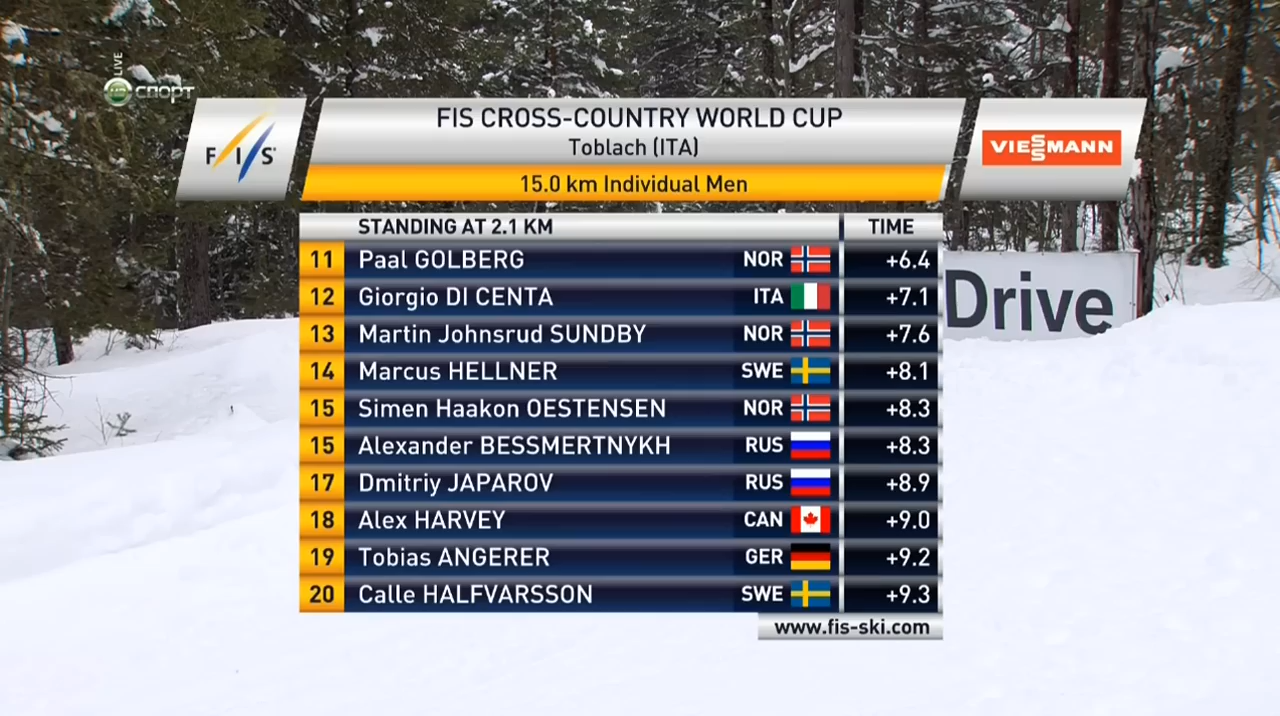 LIVE
СПОРТ
FIS
FIS CROSS-COUNTRY WORLD CUP
Toblach (ITA)
15.0 km Individual Men
VIESSMANN
STANDING AT 2.1 KM TIME
11 Paal GOLBERG NOR +6.4
12 Giorgio DI CENTA ITA +7.1
13 Martin Johnsrud SUNDBY NOR +7.6
14 Marcus HELLNER SWE +8.1
15 Simen Haakon OESTENSEN NOR +8.3
15 Alexander BESSMERTNYKH RUS +8.3
17 Dmitriy JAPAROV RUS +8.9
18 Alex HARVEY CAN +9.0
19 Tobias ANGERER GER +9.2
20 Calle HALFVARSSON SWE +9.3
www.fis-ski.com
Drive